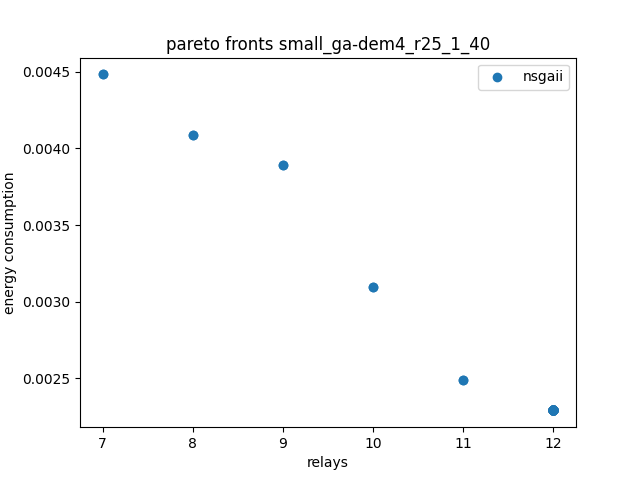 pareto fronts small_ga-dem4_r25_1_40
nsgaii
0.0045
0.0040
0.0035
0.0030
0.0025
energy consumption
7 8 9 10 11 12
relays